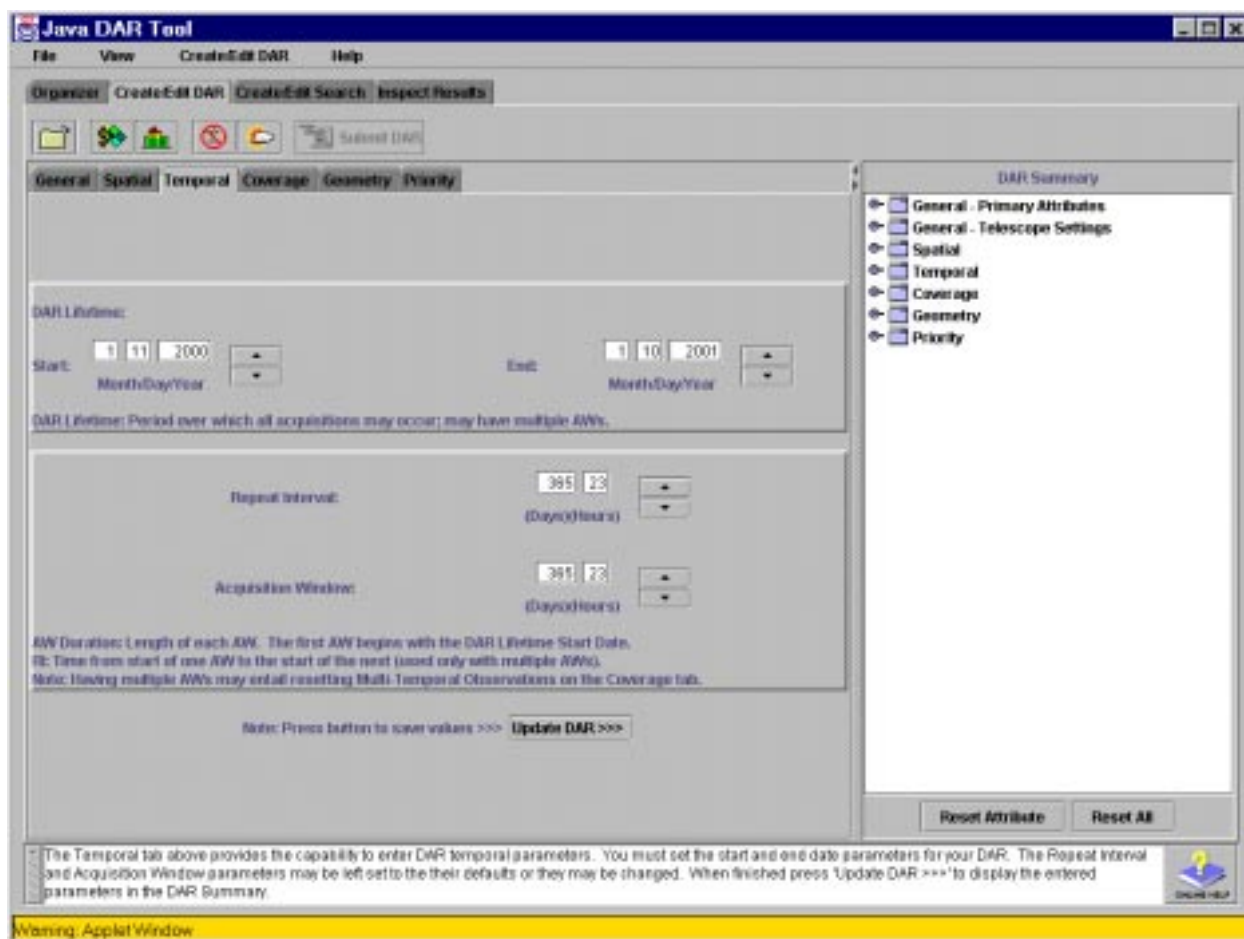 Java DAR Tool
File View Create/Edit DAR Help
Organizer Create/Edit DAR Create/Edit Search Inspect Results
Submit DAR
General Spatial Temporal Coverage Geometry Priority
DAR Summary
General - Primary Attributes
General - Telescope Settings
Spatial
Temporal
Coverage
Geometry
Priority
DAR Lifetime:
Start: 1 11 2000
Month/Day/Year
End: 1 10 2001
Month/Day/Year
DAR Lifetime: Period over which all acquisitions may occur; may have multiple AWs.
Repeat Interval: 365 23
(Days)(Hours)
Acquisition Window: 365 23
(Days)(Hours)
AW Duration: Length of each AW. The first AW begins with the DAR Lifetime Start Date.
RI: Time from start of one AW to the start of the next (used only with multiple AWs).
Note: Having multiple AWs may entail resetting Multi-Temporal Observations on the Coverage tab.
Note: Press button to save values >>> Update DAR >>>
Reset Attribute Reset All
The Temporal tab above provides the capability to enter DAR temporal parameters. You must set the start and end date parameters for your DAR. The Repeat Interval
and Acquisition Window parameters may be left set to the their defaults or they may be changed. When finished press 'Update DAR >>>' to display the entered
parameters in the DAR Summary.
ONLINE HELP
Warning: Applet Window